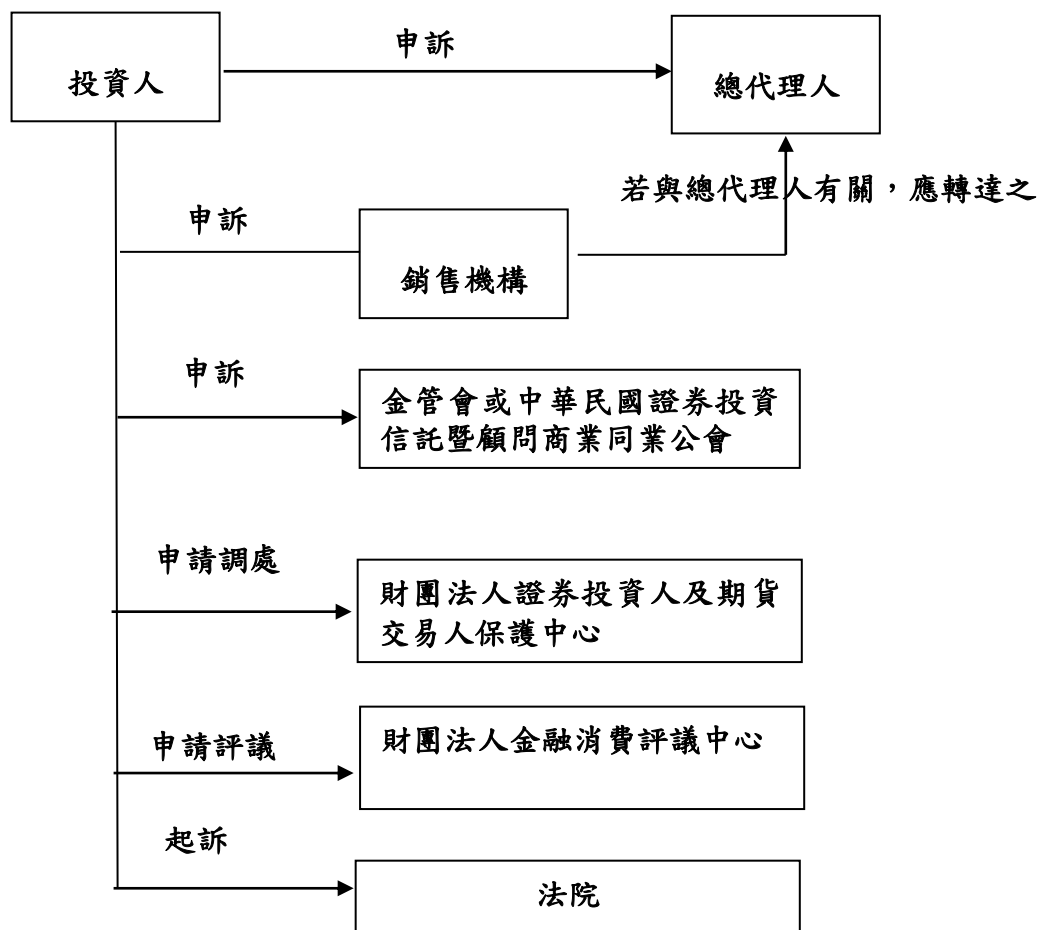 申訴
投資人
總代理人
若與總代理人有關，應轉達之
申訴
銷售機構
申訴
金管會或中華民國證券投資
信託暨顧問商業同業公會
申請調處
財團法人證券投資人及期貨
交易人保護中心
申請評議
財團法人金融消費評議中心
起訴
法院